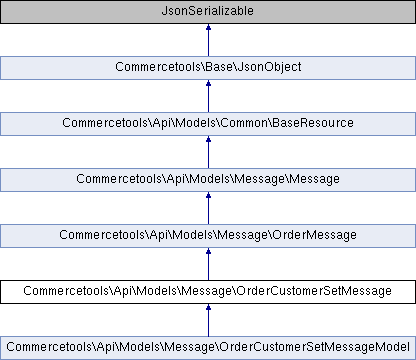 JsonSerializable
Commercetools\Base\JsonObject
Commercetools\Api\Models\Common\BaseResource
Commercetools\Api\Models\Message\Message
Commercetools\Api\Models\Message\OrderMessage
Commercetools\Api\Models\Message\OrderCustomerSetMessage
Commercetools\Api\Models\Message\OrderCustomerSetMessageModel